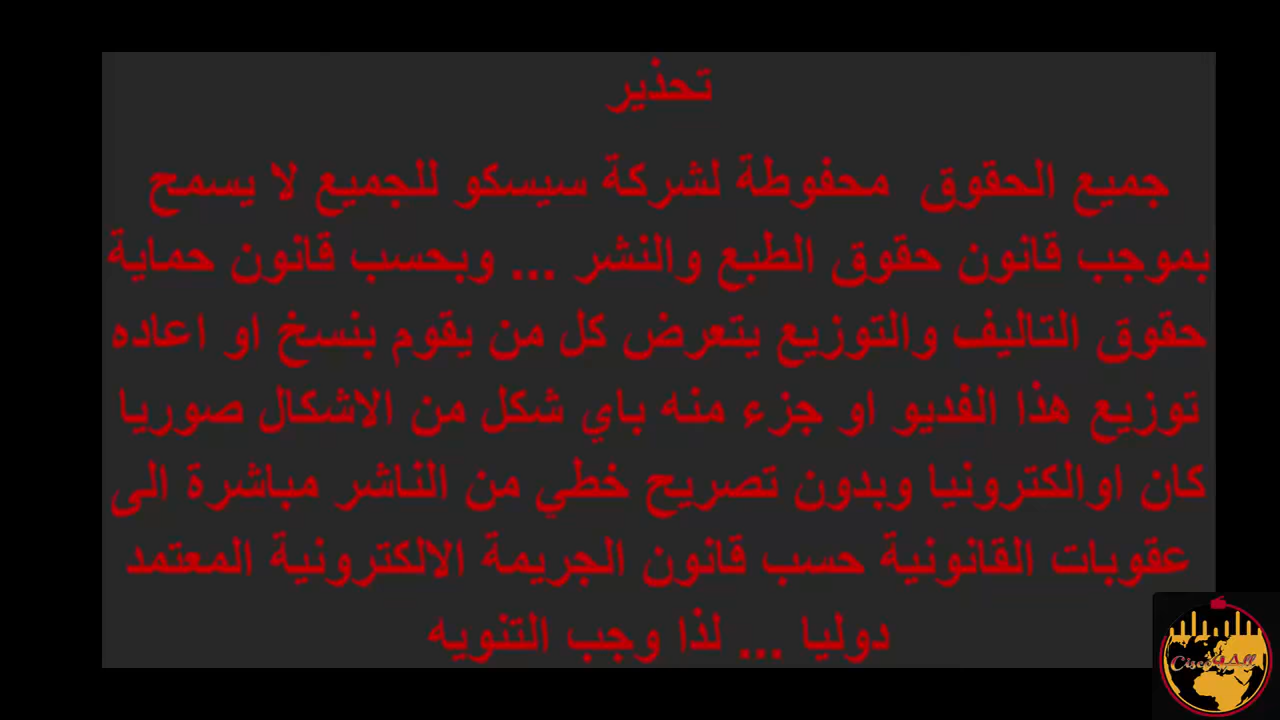 تحذير
جميع الحقوق محفوطة لشركة سيسكو للجميع لا يسمح
بموجب قانون حقوق الطبع والنشر ... وبحسب قانون حماية
حقوق التاليف والتوزيع يتعرض كل من يقوم بنسخ او اعاده
توزيع هذا الفديو او جزء منه باي شكل من الاشكال صوريا
كان اوالكترونيا وبدون تصريح خطي من الناشر مباشرة الى
عقوبات القانونية حسب قانون الجريمة الالكترونية المعتمد
دوليا ... لذا وجب التنويه
Cisco4All